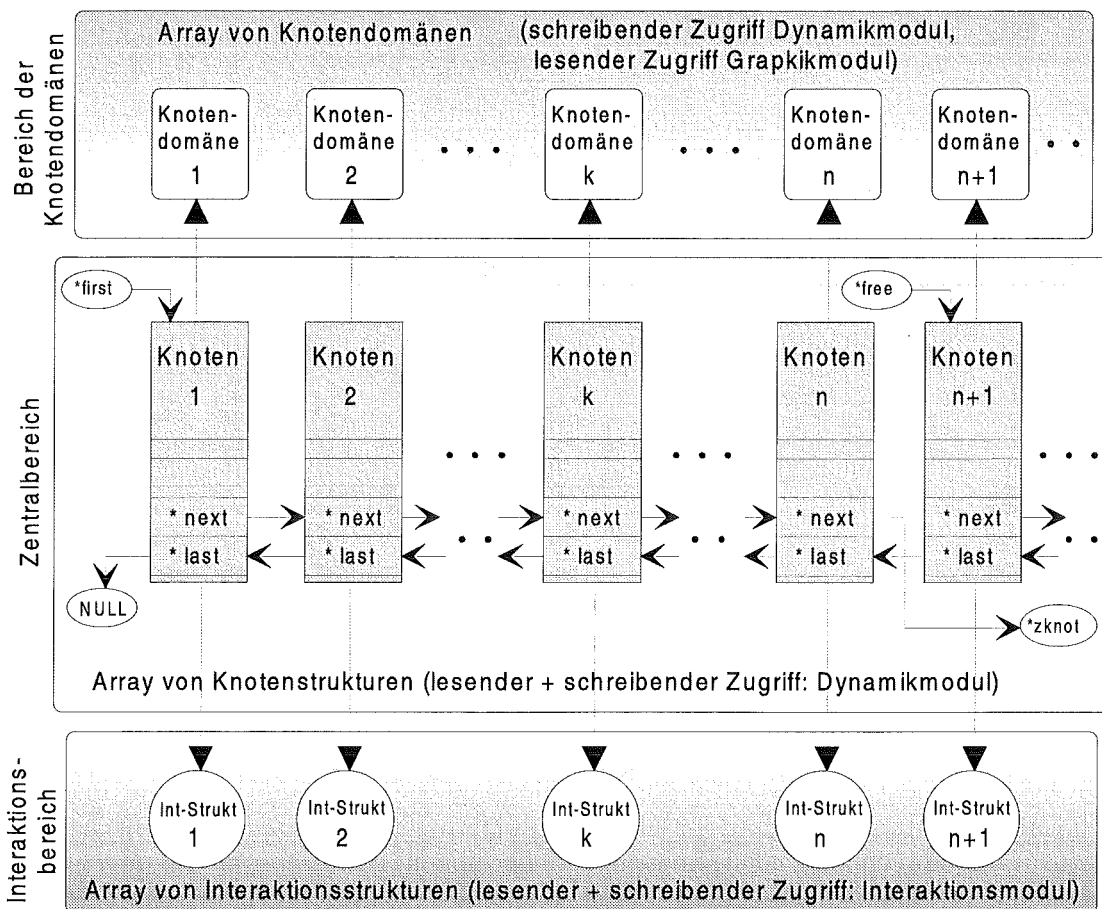 Bereich der
Knotendomänen
Array von Knotendomänen (schreibender Zugriff Dynamikmodul,
lesender Zugriff Grapkikmodul)
Knoten-
domäne
1
Knoten-
domäne
2
• • •
Knoten-
domäne
k
• • •
Knoten-
domäne
n
Knoten-
domäne
n+1
• •
Zentralbereich
*first
*free
Knoten
1
Knoten
2
Knoten
k
Knoten
n
Knoten
n+1
• • • •
• • • •
• • • •
* next
* next
* next
* next
* next
* last
* last
• •
* last
• • •
* last
* last
• • • •
NULL
*zknot
Array von Knotenstrukturen (lesender + schreibender Zugriff: Dynamikmodul)
Interaktions-
bereich
Int-Strukt
1
Int-Strukt
2
Int-Strukt
k
Int-Strukt
n
Int-Strukt
n+1
Array von Interaktionsstrukturen (lesender + schreibender Zugriff: Interaktionsmodul)